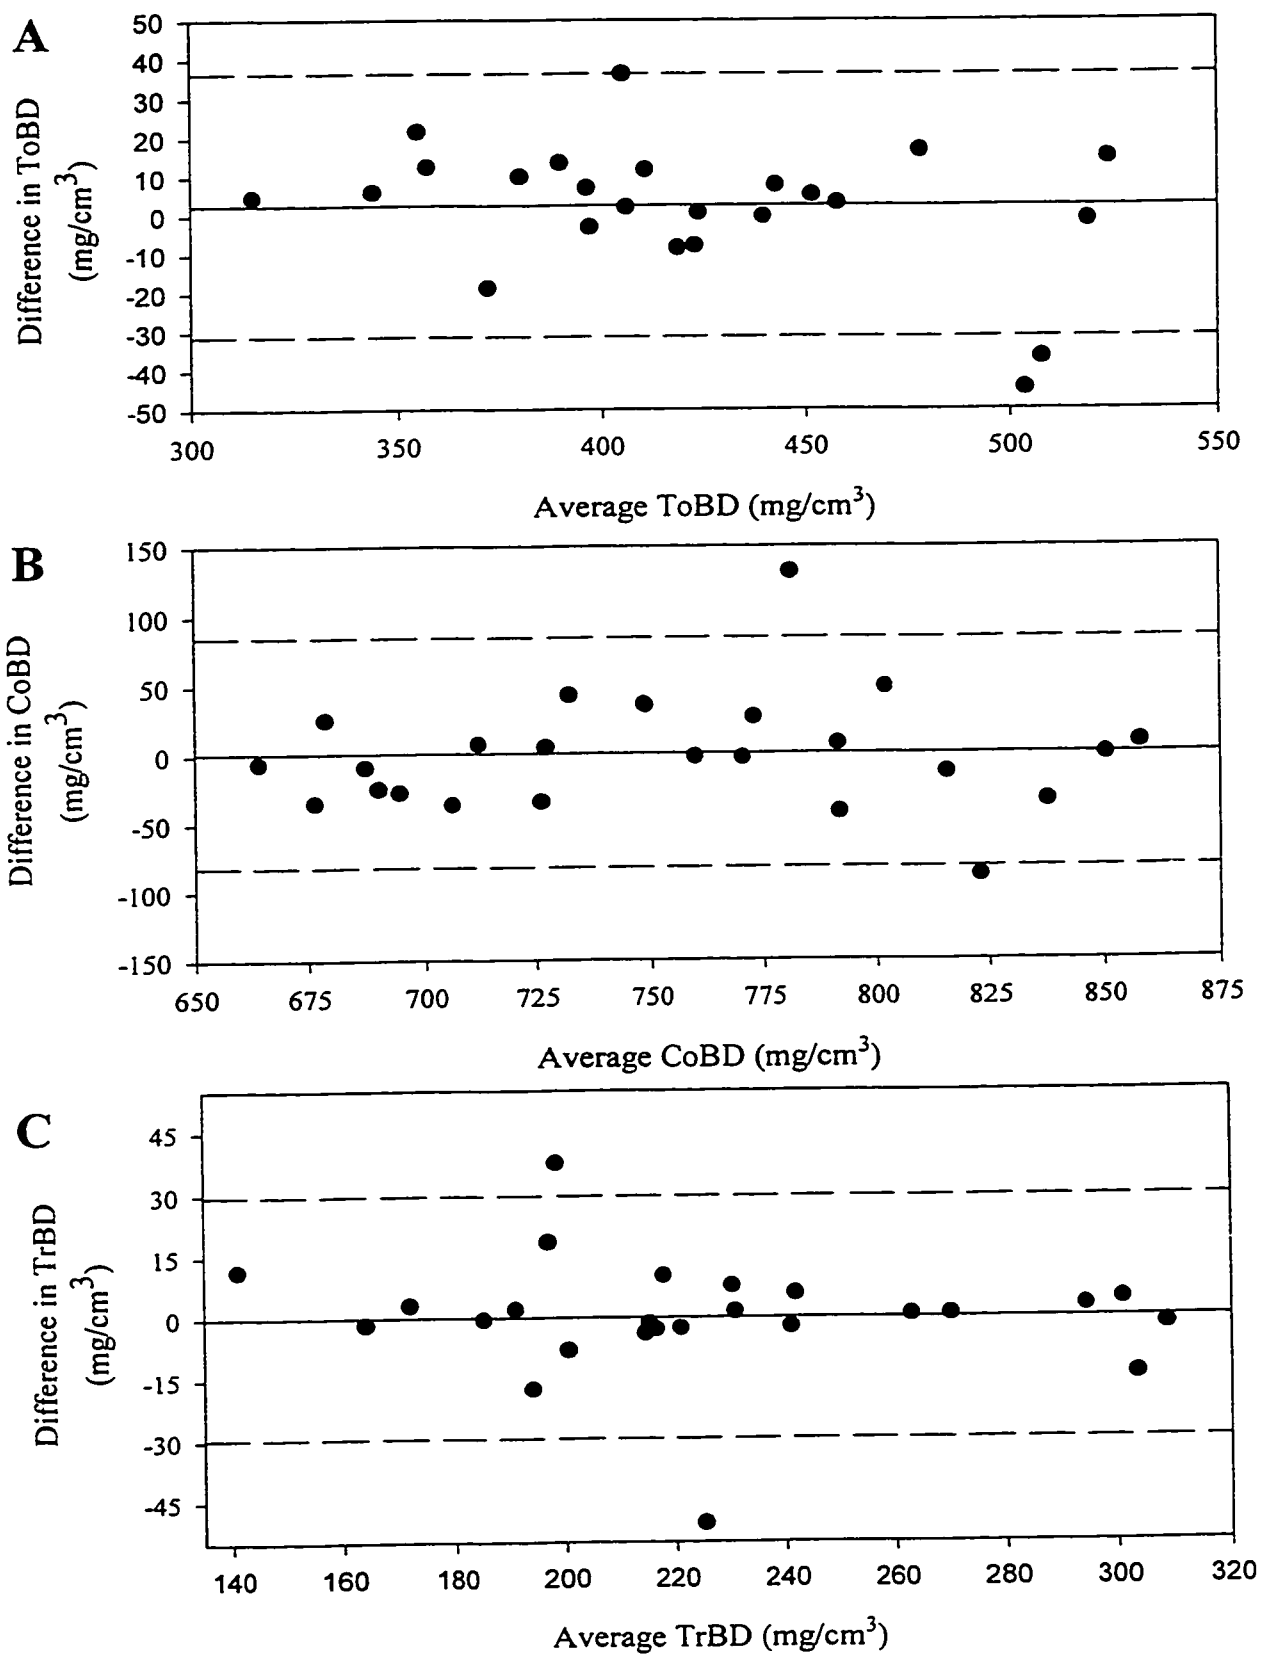 A
Difference in ToBD
(mg/cm³)
50
40
30
20
10
0
-10
-20
-30
-40
-50
300 350 400 450 500 550
Average ToBD (mg/cm³)
B
Difference in CoBD
(mg/cm³)
150
100
50
0
-50
-100
-150
650 675 700 725 750 775 800 825 850 875
Average CoBD (mg/cm³)
C
Difference in TrBD
(mg/cm³)
45
30
15
0
-15
-30
-45
140 160 180 200 220 240 260 280 300 320
Average TrBD (mg/cm³)